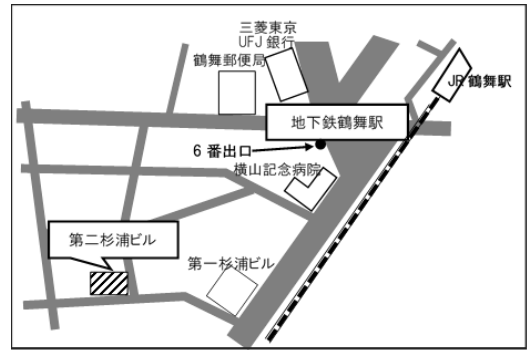 三菱東京
UFJ 銀行
鶴舞郵便局
JR 鶴舞駅
地下鉄鶴舞駅
6 番出口
横山記念病院
第二杉浦ビル
第一杉浦ビル